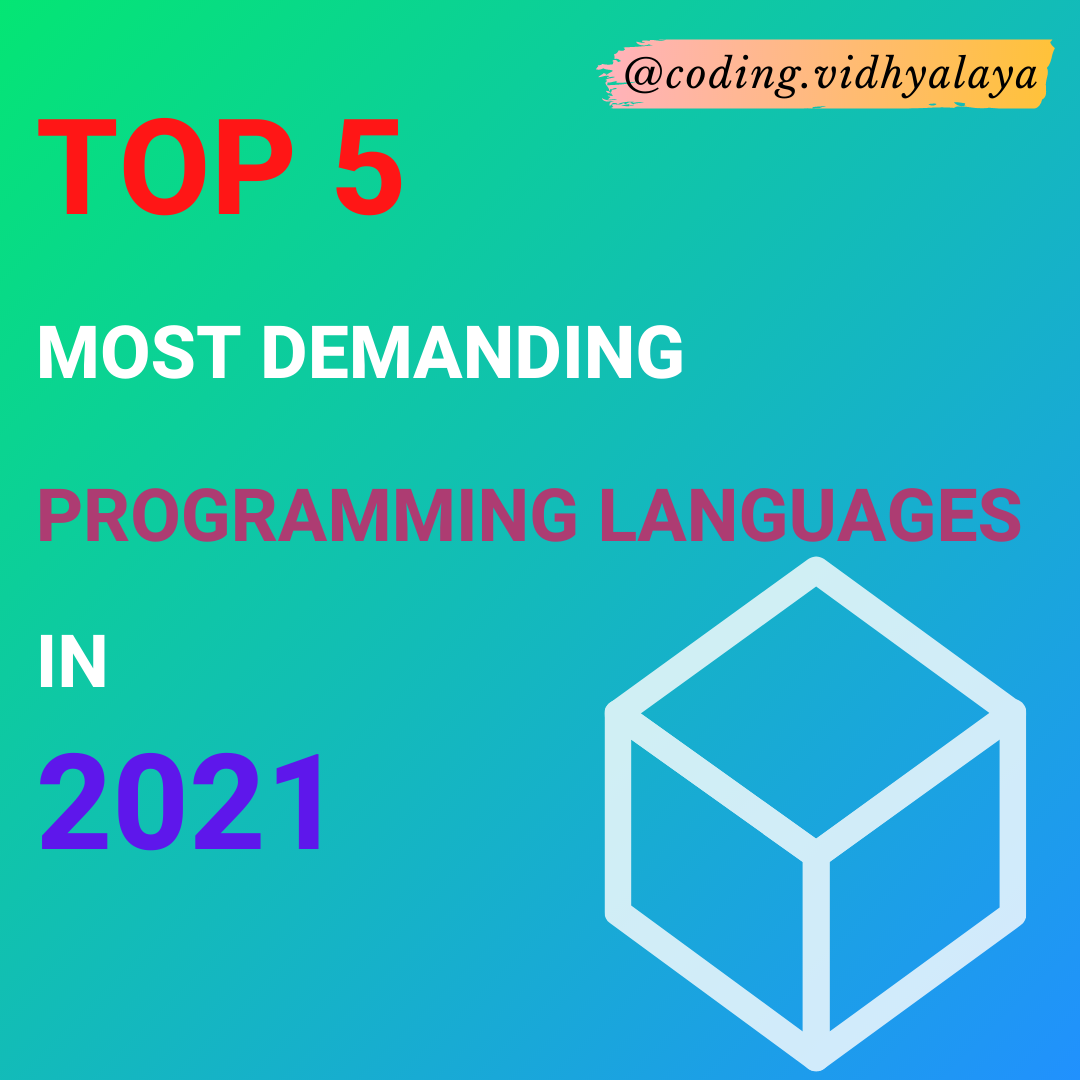 @coding.vidhyalaya
TOP 5
MOST DEMANDING
PROGRAMMING LANGUAGES
IN
2021